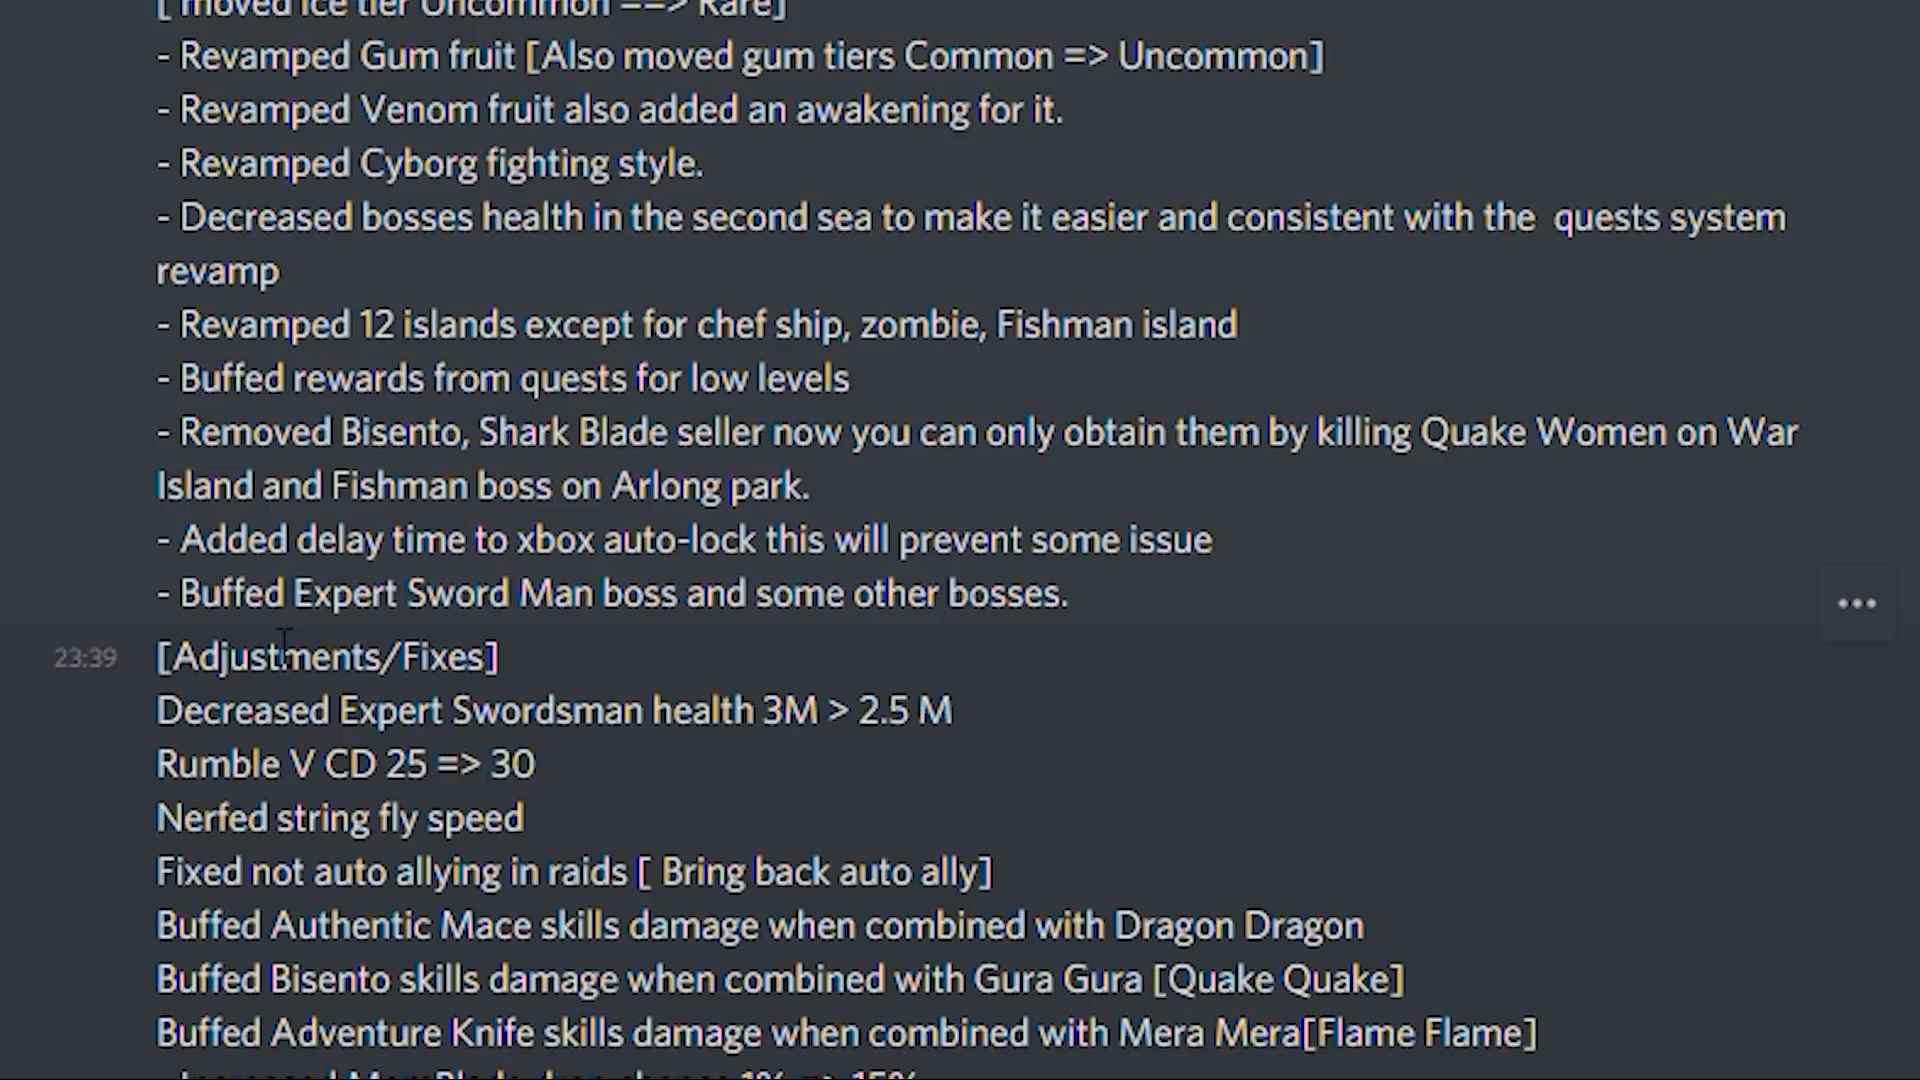 [ moved ice tier Uncommon ==> Rare]
- Revamped Gum fruit [Also moved gum tiers Common => Uncommon]
- Revamped Venom fruit also added an awakening for it.
- Revamped Cyborg fighting style.
- Decreased bosses health in the second sea to make it easier and consistent with the  quests system
revamp
- Revamped 12 islands except for chef ship, zombie, Fishman island
- Buffed rewards from quests for low levels
- Removed Bisento, Shark Blade seller now you can only obtain them by killing Quake Women on War
Island and Fishman boss on Arlong park.
- Added delay time to xbox auto-lock this will prevent some issue
- Buffed Expert Sword Man boss and some other bosses.
23:39 [Adjustments/Fixes]
Decreased Expert Swordsman health 3M > 2.5 M
Rumble V CD 25 => 30
Nerfed string fly speed
Fixed not auto allying in raids [ Bring back auto ally]
Buffed Authentic Mace skills damage when combined with Dragon Dragon
Buffed Bisento skills damage when combined with Gura Gura [Quake Quake]
Buffed Adventure Knife skills damage when combined with Mera Mera[Flame Flame]